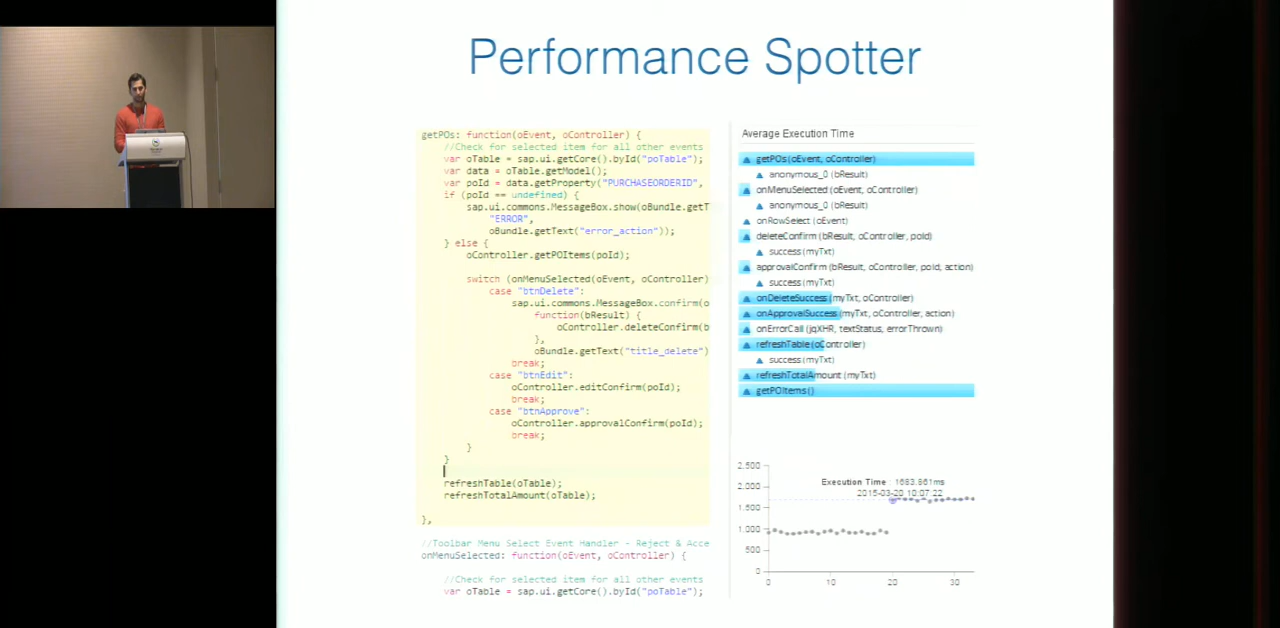 Performance Spotter
getPOs: function(oEvent, oController) {
//Check for selected item for all other events
var oTable = sap.ui.getCore().byId("poTable");
var data = oTable.getModel();
var poId = data.getProperty("PURCHASEORDERID",
if (poId == undefined) {
sap.ui.commons.MessageBox.show(oBundle.getT
"ERROR",
oBundle.getText("error_action"));
} else {
oController.getPOItems(poId);
switch (onMenuSelected(oEvent, oController)
case "btnDelete":
sap.ui.commons.MessageBox.confirm(o
function(bResult) {
oController.deleteConfirm(b
},
oBundle.getText("title_delete")
break;
case "btnEdit":
oController.editConfirm(poId);
break;
case "btnApprove":
oController.approvalConfirm(poId);
break;
}
}
refreshTable(oTable);
refreshTotalAmount(oTable);
},
//Toolbar Menu Select Event Handler - Reject & Acce
onMenuSelected: function(oEvent, oController) {
//Check for selected item for all other events
var oTable = sap.ui.getCore().byId("poTable");
Average Execution Time
getPOs (oEvent, oController)
anonymous_0 (bResult)
onMenuSelected (oEvent, oController)
anonymous_0 (bResult)
onRowSelect (oEvent)
deleteConfirm (bResult, oController, poId)
success (myTxt)
approvalConfirm (bResult, oController, poId, action)
success (myTxt)
onDeleteSuccess (myTxt, oController)
onApprovalSuccess (myTxt, oController, action)
onErrorCall (jqXHR, textStatus, errorThrown)
refreshTable (oController)
success (myTxt)
refreshTotalAmount (myTxt)
getPOItems ()
2.500
2.000
1.500
1.000
500
0
Execution Time : 1683.861ms
2015-03-20 10:07:22
0 10 20 30